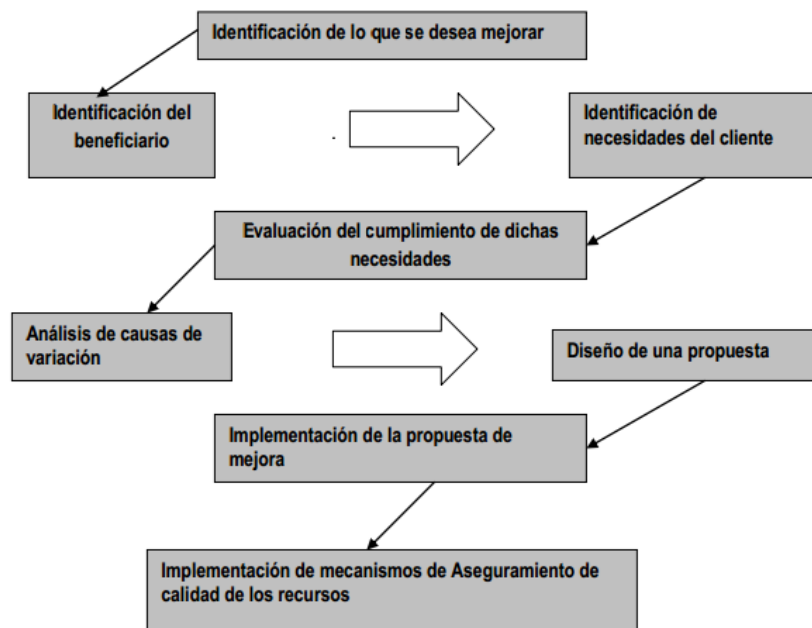 Identificación de lo que se desea mejorar
Identificación del
beneficiario
Identificación de
necesidades del cliente
Evaluación del cumplimiento de dichas
necesidades
Análisis de causas de
variación
Diseño de una propuesta
Implementación de la propuesta de
mejora
Implementación de mecanismos de Aseguramiento de
calidad de los recursos